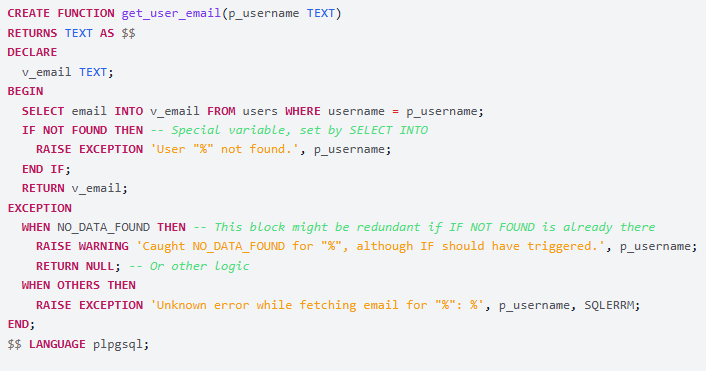 CREATE FUNCTION get_user_email(p_username TEXT)
RETURNS TEXT AS $$
DECLARE
  v_email TEXT;
BEGIN
  SELECT email INTO v_email FROM users WHERE username = p_username;
  IF NOT FOUND THEN -- Special variable, set by SELECT INTO
    RAISE EXCEPTION 'User "%" not found.', p_username;
  END IF;
  RETURN v_email;
EXCEPTION
  WHEN NO_DATA_FOUND THEN -- This block might be redundant if IF NOT FOUND is already there
    RAISE WARNING 'Caught NO_DATA_FOUND for "%", although IF should have triggered.', p_username;
    RETURN NULL; -- Or other logic
  WHEN OTHERS THEN
    RAISE EXCEPTION 'Unknown error while fetching email for "%": %', p_username, SQLERRM;
END;
$$ LANGUAGE plpgsql;